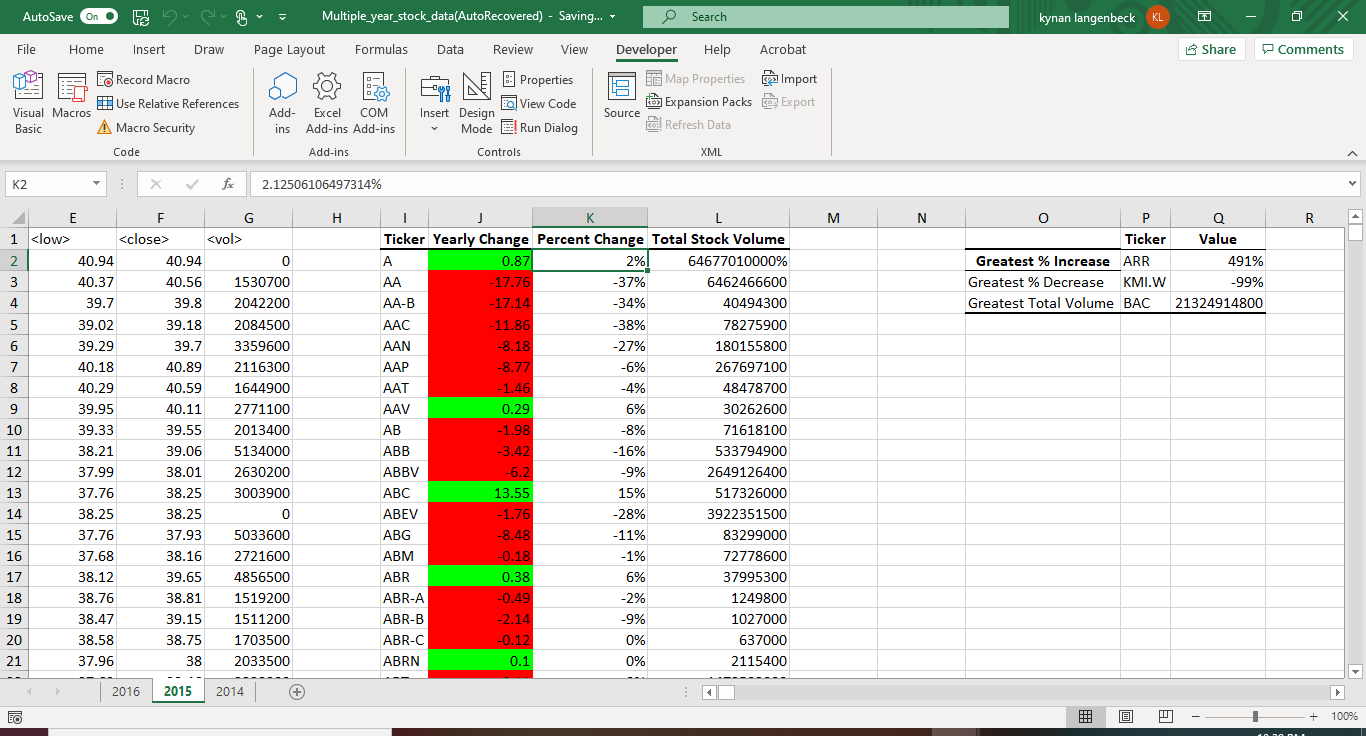 AutoSave On Multiple_year_stock_data(AutoRecovered) - Saving... Search kynan langenbeck KL
File Home Insert Draw Page Layout Formulas Data Review View Developer Help Acrobat Share Comments
Visual Basic Macros Record Macro Use Relative References Macro Security
Add-ins Excel Add-ins COM Add-ins
Insert Design Mode Properties View Code Run Dialog
Source Map Properties Expansion Packs Refresh Data Import Export
Code Add-ins Controls XML
K2 fx 2.12506106497314%
E F G H I J K L M N O P Q R
1 <low> <close> <vol> Ticker Yearly Change Percent Change Total Stock Volume Ticker Value
2 40.94 40.94 0 A 0.87 2% 64677010000% Greatest % Increase ARR 491%
3 40.37 40.56 1530700 AA -17.76 -37% 6462466600 Greatest % Decrease KMI.W -99%
4 39.7 39.8 2042200 AA-B -17.14 -34% 40494300 Greatest Total Volume BAC 21324914800
5 39.02 39.18 2084500 AAC -11.86 -38% 78275900
6 39.29 39.7 3359600 AAN -8.18 -27% 180155800
7 40.18 40.89 2116300 AAP -8.77 -6% 267697100
8 40.29 40.59 1644900 AAT -1.46 -4% 48478700
9 39.95 40.11 2771100 AAV 0.29 6% 30262600
10 39.33 39.55 2013400 AB -1.98 -8% 71618100
11 38.21 39.06 5134000 ABB -3.42 -16% 533794900
12 37.99 38.01 2630200 ABBV -6.2 -9% 2649126400
13 37.76 38.25 3003900 ABC 13.55 15% 517326000
14 38.25 38.25 0 ABEV -1.76 -28% 3922351500
15 37.76 37.93 5033600 ABG -8.48 -11% 83299000
16 37.68 38.16 2721600 ABM -0.18 -1% 72778600
17 38.12 39.65 4856500 ABR 0.38 6% 37995300
18 38.76 38.81 1519200 ABR-A -0.49 -2% 1249800
19 38.47 39.15 1511200 ABR-B -2.14 -9% 1027000
20 38.58 38.75 1703500 ABR-C -0.12 0% 637000
21 37.96 38 2033500 ABRN 0.1 0% 2115400
2016 2015 2014
100%